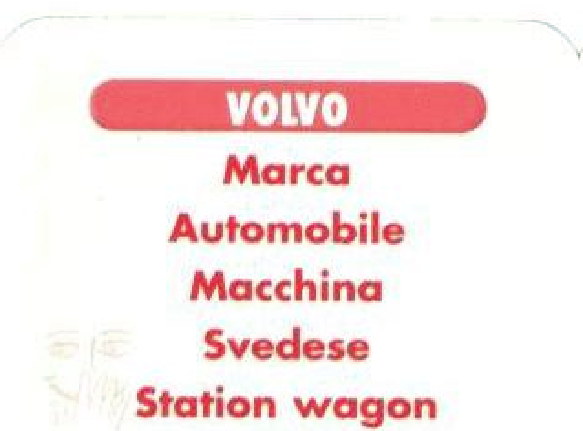 VOLVO
Marca
Automobile
Macchina
Svedese
Station wagon